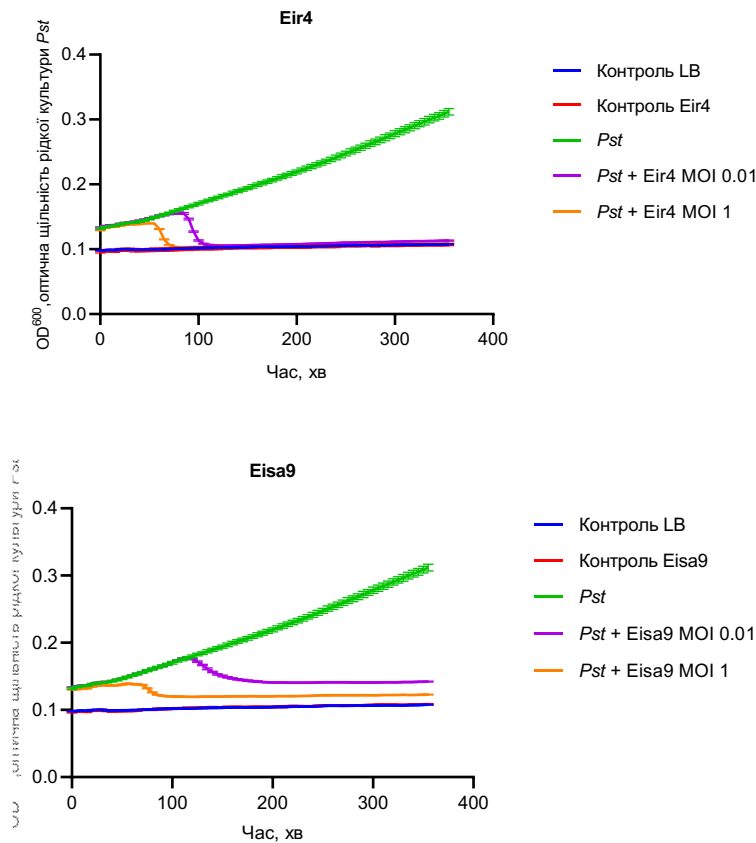 Eir4
OD600,оптична щільність рідкої культури Pst
0.4
0.3
0.2
0.1
0.0
0
100
200
300
400
Час, хв
Контроль LB
Контроль Eir4
Pst
Pst + Eir4 MOI 0.01
Pst + Eir4 MOI 1
Eisa9
0.4
0.3
0.2
0.1
0.0
0
100
200
300
400
Час, хв
Контроль LB
Контроль Eisa9
Pst
Pst + Eisa9 MOI 0.01
Pst + Eisa9 MOI 1